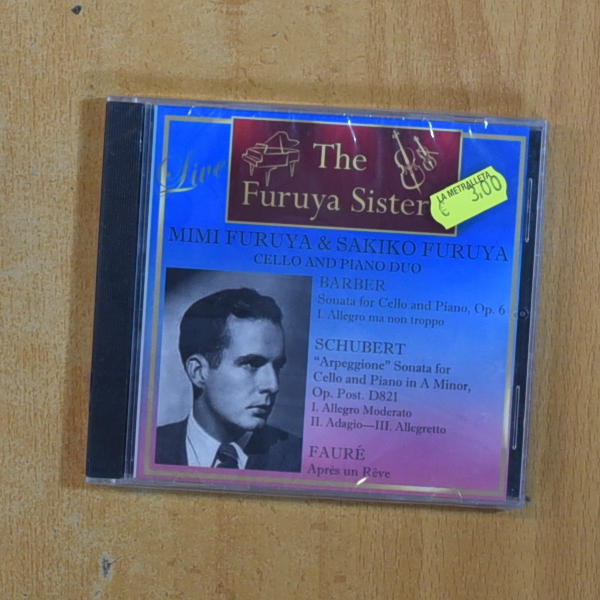 Live
The
Furuya Sister
LA METRALLETA
€ 3,00
MIMI FURUYA & SAKIKO FURUYA
CELLO AND PIANO DUO
BARBER
Sonata for Cello and Piano, Op. 6
I. Allegro ma non troppo
SCHUBERT
"Arpeggione" Sonata for
Cello and Piano in A Minor,
Op. Post. D821
I. Allegro Moderato
II. Adagio—III. Allegretto
FAURÉ
Après un Rêve